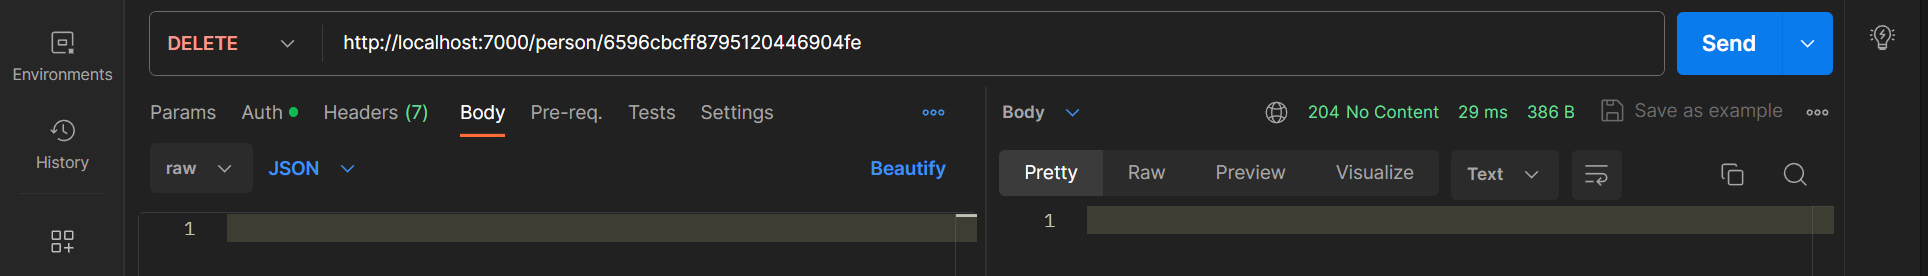 DELETE http://localhost:7000/person/6596cbcff8795120446904fe Send
Environments
History
Params Auth Headers (7) Body Pre-req. Tests Settings
raw JSON Beautify
1
Body 204 No Content 29 ms 386 B Save as example
Pretty Raw Preview Visualize Text
1